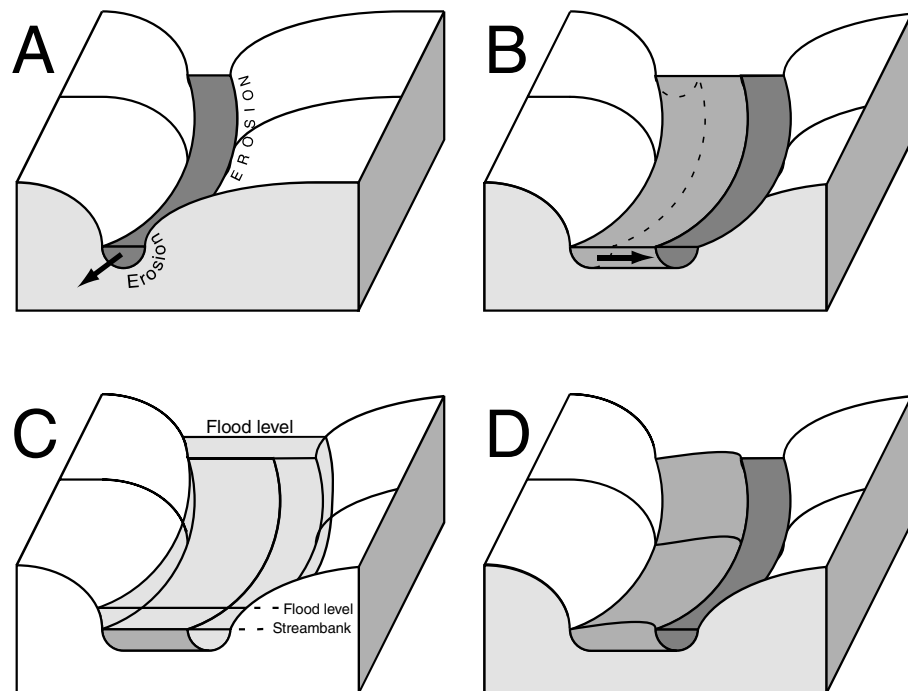 A
EROSION
Erosion
B
C
Flood level
Flood level
Streambank
D